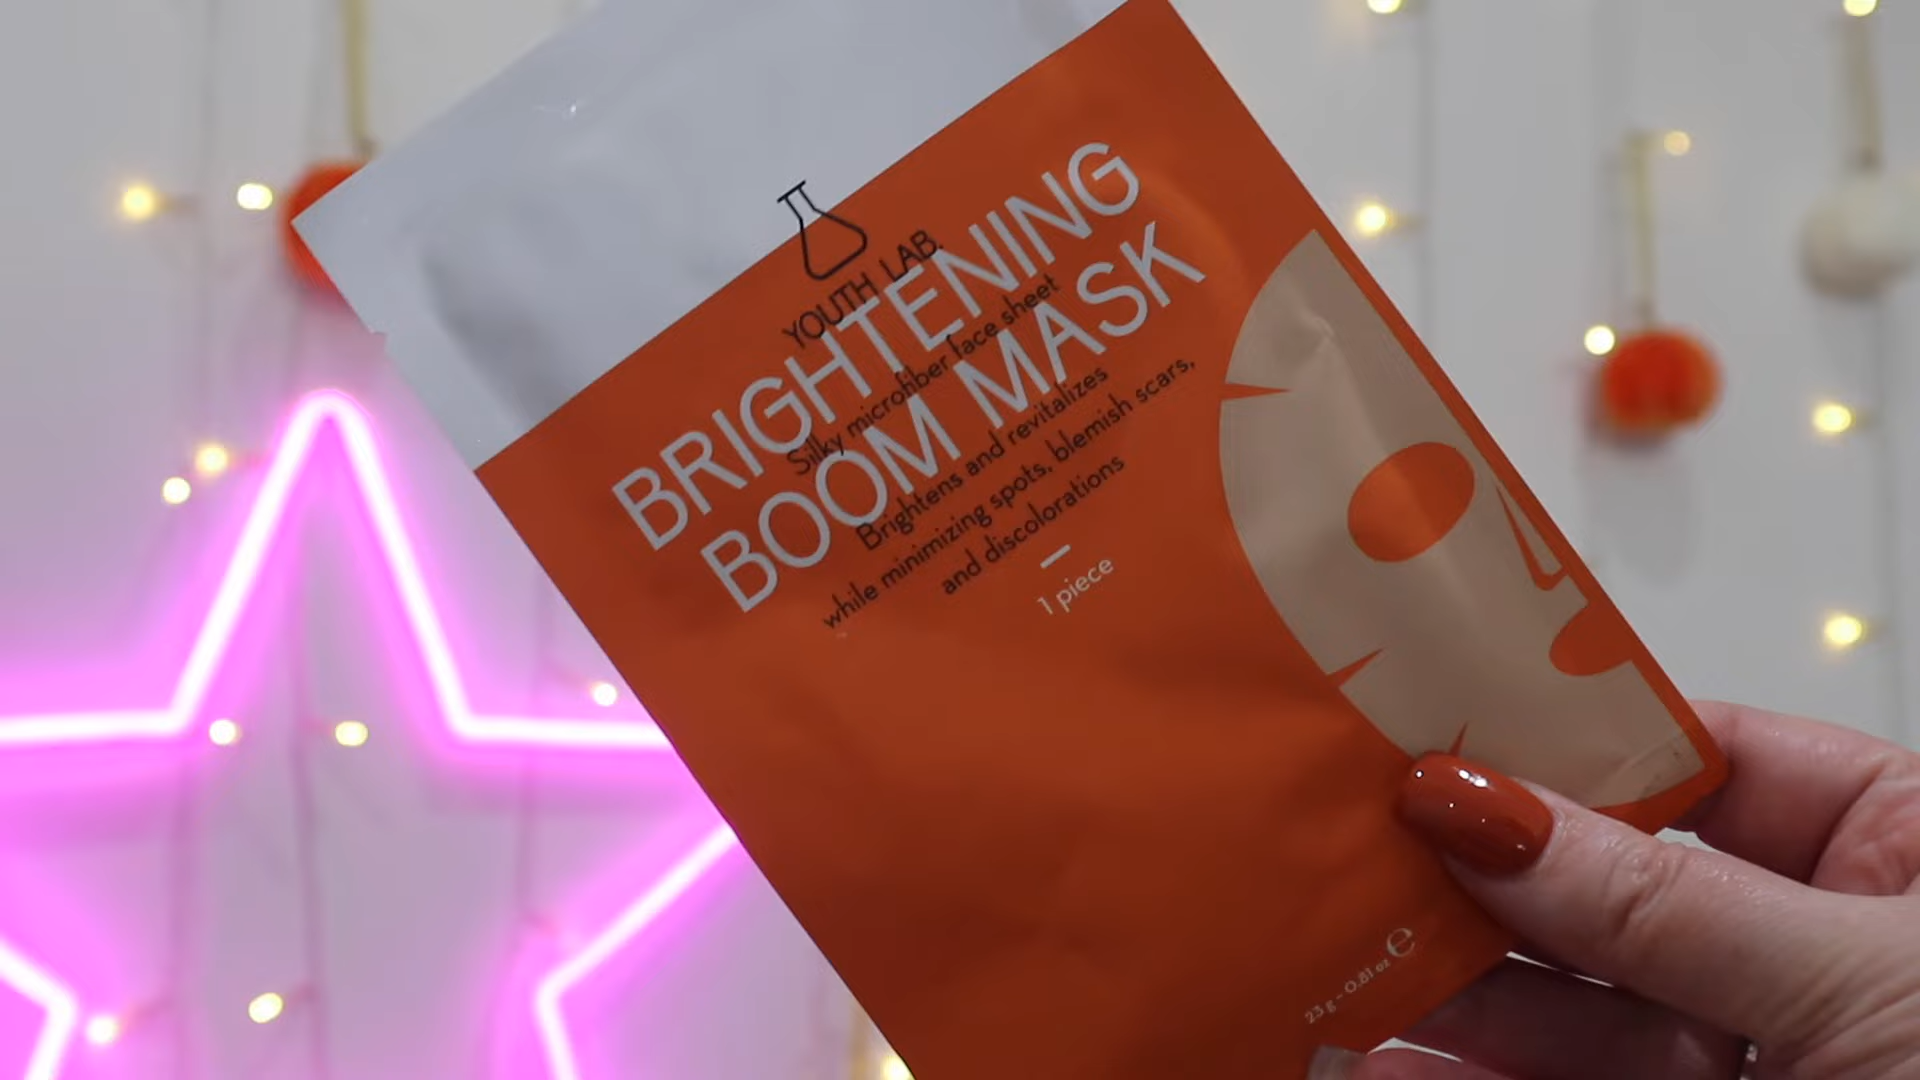 YOUTH LAB.
BRIGHTENING
BOOM MASK
Silky microfiber face sheet
Brightens and revitalizes
while minimizing spots, blemish scars,
and discolorations
1 piece
23 g - 0.81 oz ℮